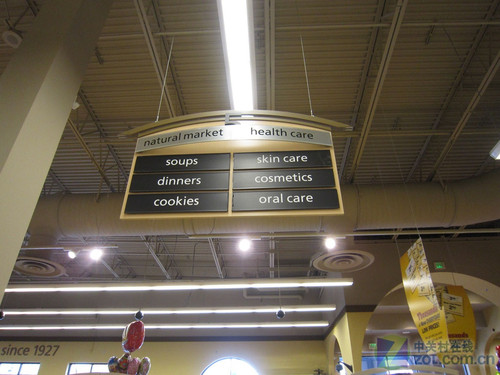 natural market
health care
soups
skin care
dinners
cosmetics
cookies
oral care
since 1927
中关村在线
zol.com.cn